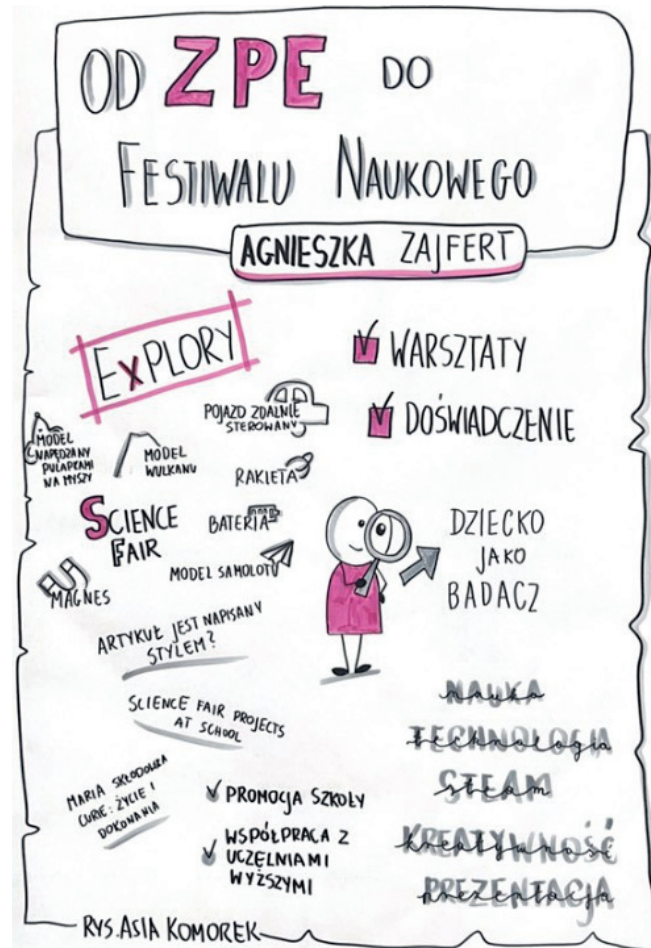 OD ZPE DO
FESTIWALU NAUKOWEGO
AGNIESZKA ZAJFERT
EXPLORY
WARSZTATY
DOŚWIADCZENIE
POJAZD ZDALNIE
STEROWANY
MODEL
NAPĘDZANY
PUŁAPKAMI
NA MYSZY
MODEL
WULKANU
RAKIETA
SCIENCE
FAIR
BATERIA
MODEL SAMOLOTU
MAGNES
DZIECKO
JAKO
BADACZ
ARTYKUŁ JEST NAPISANY
STYLEM?
SCIENCE FAIR PROJECTS
AT SCHOOL
MARIA SKŁODOWSKA
CURIE: ŻYCIE I
DOKONANIA
PROMOCJA SZKOŁY
WSPÓŁPRACA Z
UCZELNIAMI
WYŻSZYMI
NAUKA
TECHNOLOGIA
STEAM
KREATYWNOŚĆ
PREZENTACJA
RYS. ASIA KOMOREK